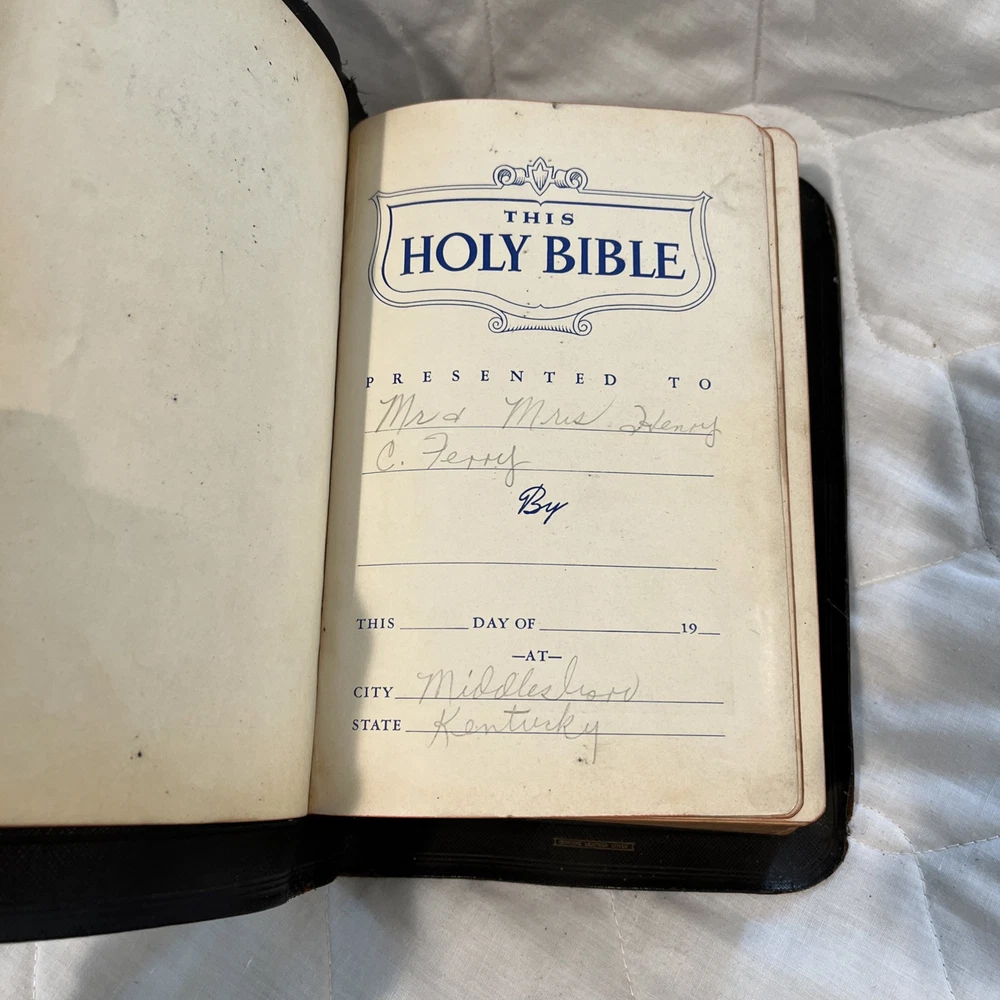 THIS
HOLY BIBLE
PRESENTED TO
Mr & Mrs Henry
C. Ferry
By
THIS DAY OF 19
—AT—
CITY Middlesboro
STATE Kentucky